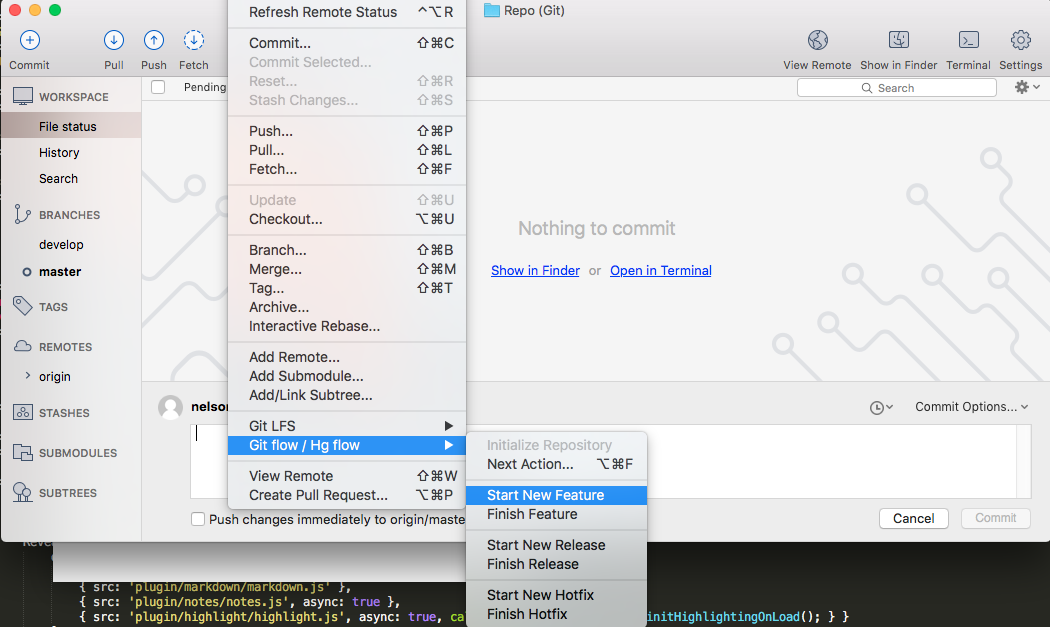 Repo (Git)
Commit
Pull
Push
Fetch
View Remote
Show in Finder
Terminal
Settings
Pending
Search
WORKSPACE
File status
History
Search
BRANCHES
develop
master
TAGS
REMOTES
origin
STASHES
SUBMODULES
SUBTREES
Refresh Remote Status ^⌥R
Commit... ⇧⌘C
Commit Selected...
Reset... ⇧⌘R
Stash Changes... ⇧⌘S
Push... ⇧⌘P
Pull... ⇧⌘L
Fetch... ⇧⌘F
Update ⇧⌘U
Checkout... ⌥⌘U
Branch... ⇧⌘B
Merge... ⇧⌘M
Tag... ⇧⌘T
Archive...
Interactive Rebase...
Add Remote...
Add Submodule...
Add/Link Subtree...
Git LFS
Git flow / Hg flow
View Remote ⇧⌘W
Create Pull Request... ⌥⌘P
Initialize Repository
Next Action... ⌥⌘F
Start New Feature
Finish Feature
Start New Release
Finish Release
Start New Hotfix
Finish Hotfix
Nothing to commit
Show in Finder or Open in Terminal
nelson
Commit Options...
Push changes immediately to origin/maste
Cancel
Commit
{ src: 'plugin/markdown/markdown.js' },
{ src: 'plugin/notes/notes.js', async: true },
{ src: 'plugin/highlight/highlight.js', async: true, ca
initHighlightingOnLoad(); } }